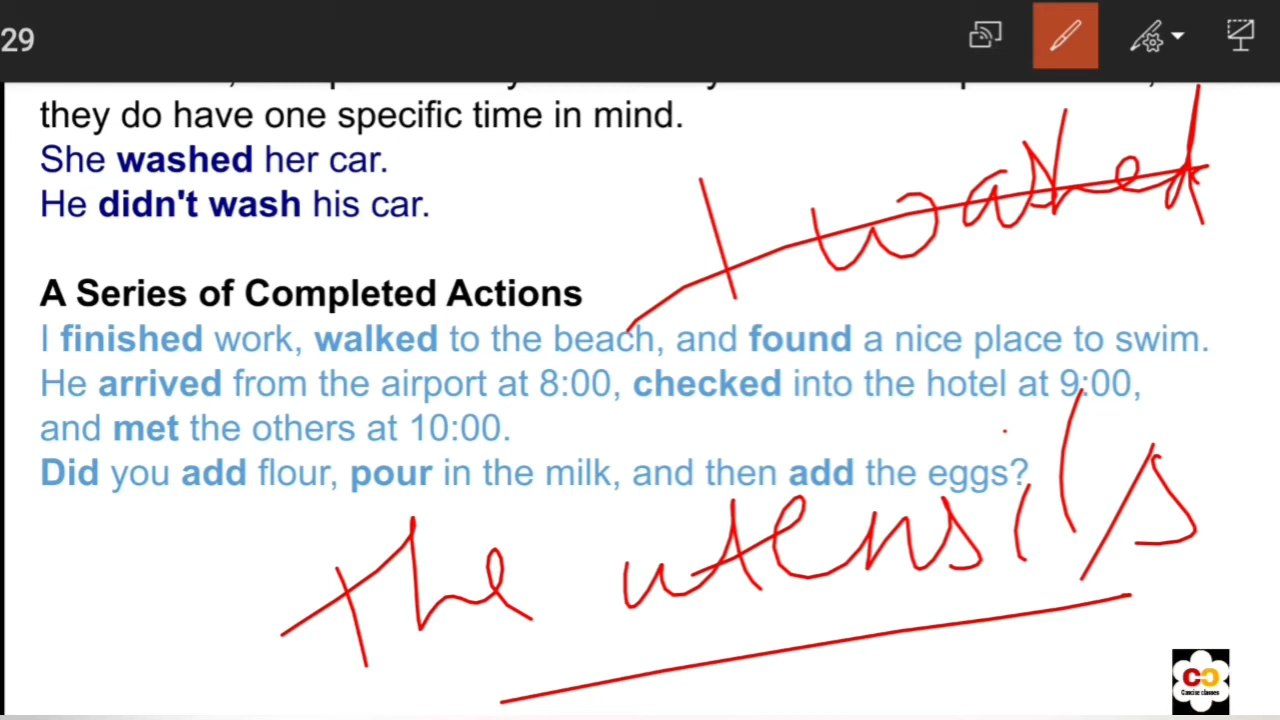 29
they do have one specific time in mind.
She washed her car.
He didn't wash his car.
I washed
A Series of Completed Actions
I finished work, walked to the beach, and found a nice place to swim.
He arrived from the airport at 8:00, checked into the hotel at 9:00,
and met the others at 10:00.
Did you add flour, pour in the milk, and then add the eggs?
the utensils
Concise classes